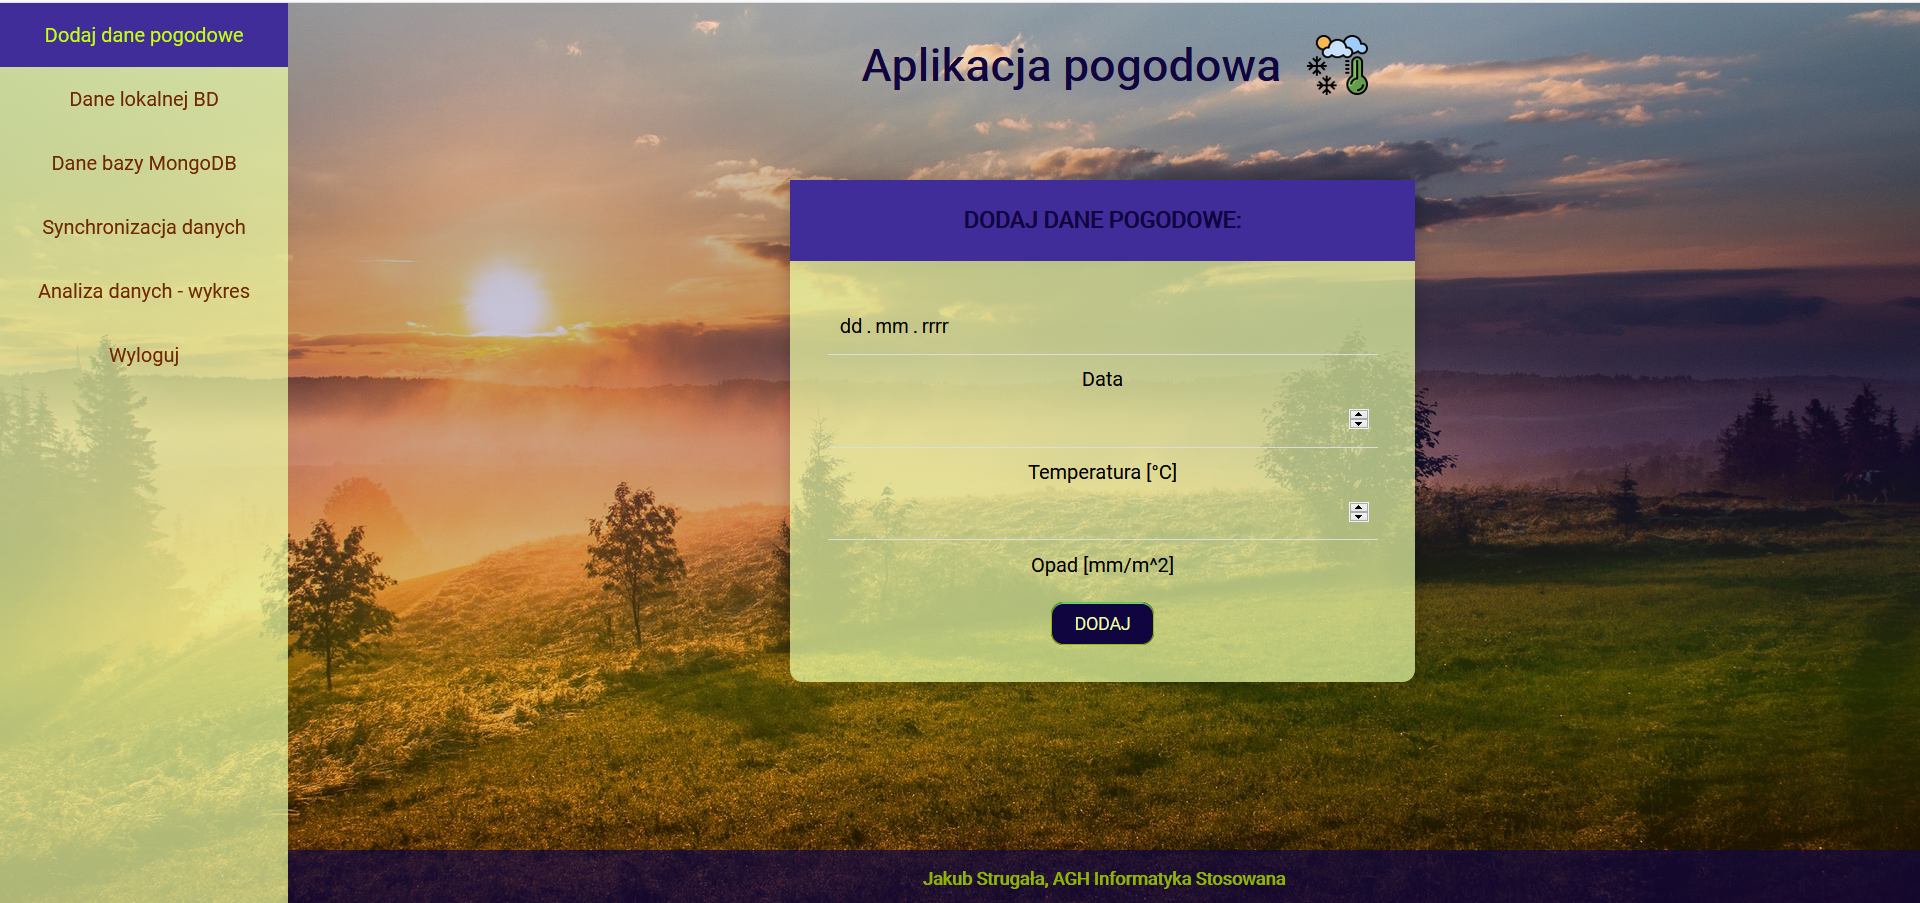 Dodaj dane pogodowe
Dane lokalnej BD
Dane bazy MongoDB
Synchronizacja danych
Analiza danych - wykres
Wyloguj
Aplikacja pogodowa
DODAJ DANE POGODOWE:
dd . mm . rrrr
Data
Temperatura [°C]
Opad [mm/m^2]
DODAJ
Jakub Strugała, AGH Informatyka Stosowana